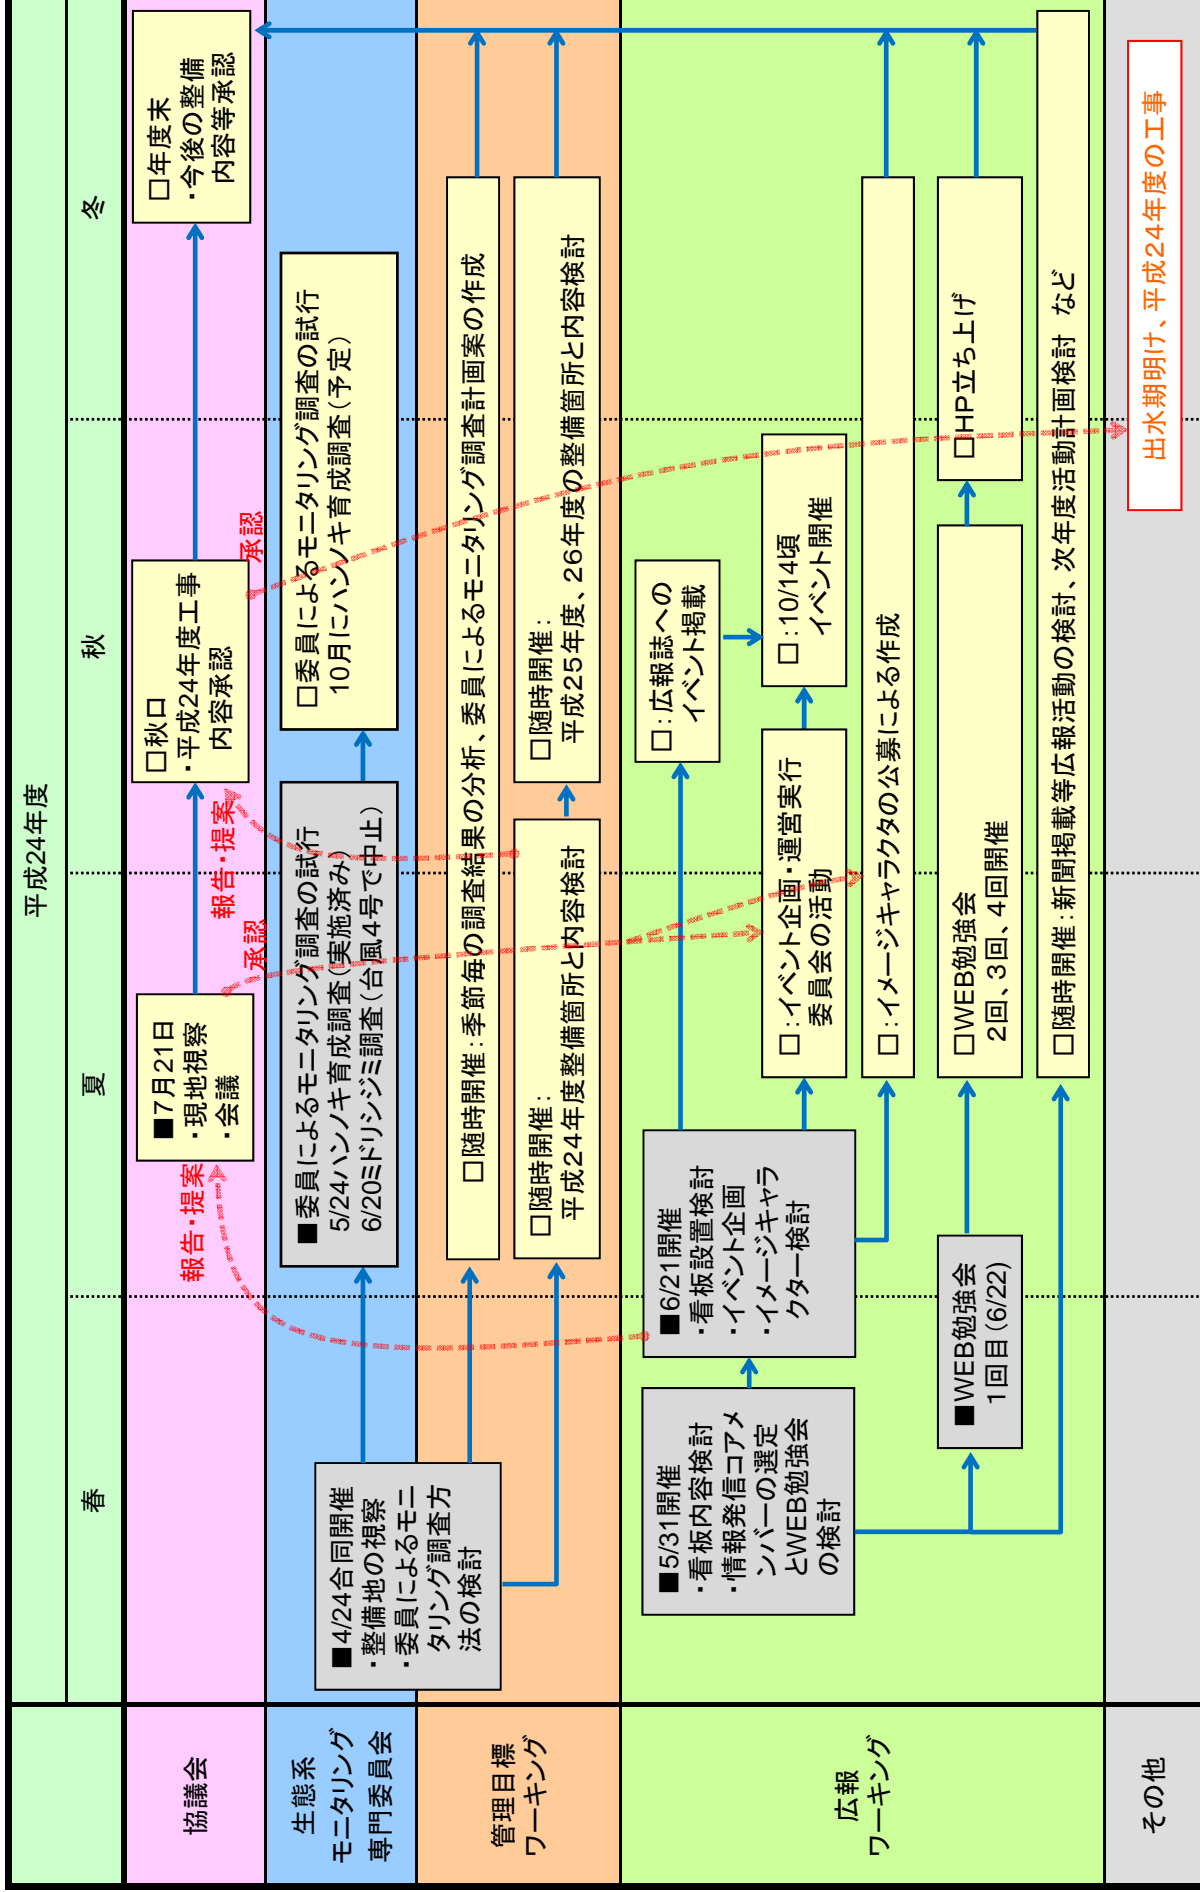 平成24年度
春
夏
秋
冬
協議会
■7月21日
・現地視察
・会議
□秋口
・平成24年度工事
内容承認
□年度末
・今後の整備
内容等承認
報告・提案
承認
報告・提案
承認
生態系
モニタリング
専門委員会
■4/24合同開催
・整備地の視察
・委員によるモニ
タリング調査方
法の検討
■委員によるモニタリング調査の試行
5/24ハンノキ育成調査(実施済み)
6/20ミドリシジミ調査(台風4号で中止)
□委員によるモニタリング調査の試行
10月にハンノキ育成調査(予定)
管理目標
ワーキング
□随時開催:季節毎の調査結果の分析、委員によるモニタリング調査計画案の作成
□随時開催:
平成24年度整備箇所と内容検討
□随時開催:
平成25年度、26年度の整備箇所と内容検討
広報
ワーキング
■5/31開催
・看板内容検討
・情報発信コアメ
ンバーの選定
とWEB勉強会
の検討
■6/21開催
・看板設置検討
・イベント企画
・イメージキャラ
クター検討
□:広報誌への
イベント掲載
□:イベント企画・運営実行
委員会の活動
□:10/14頃
イベント開催
□:イメージキャラクタの公募による作成
■WEB勉強会
1回目(6/22)
□WEB勉強会
2回、3回、4回開催
□HP立ち上げ
□随時開催:新聞掲載等広報活動の検討、次年度活動計画検討 など
その他
出水期明け、平成24年度の工事